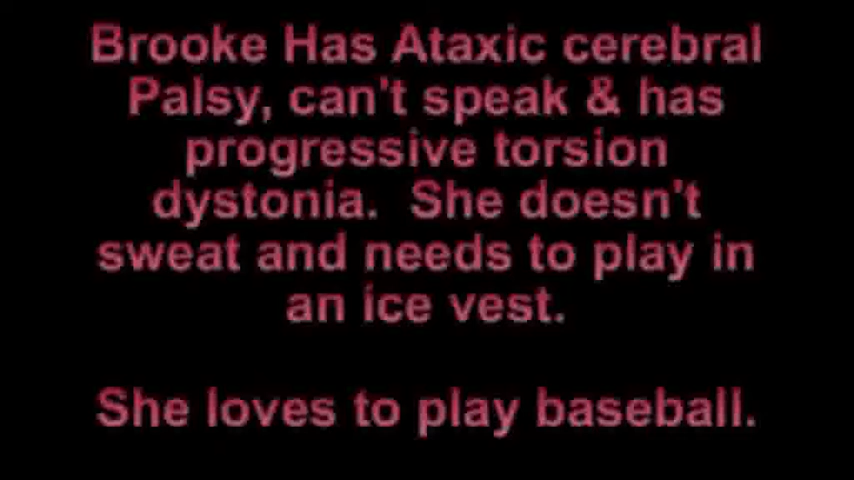 Brooke Has Ataxic cerebral
Palsy, can't speak & has
progressive torsion
dystonia.  She doesn't
sweat and needs to play in
an ice vest.
She loves to play baseball.